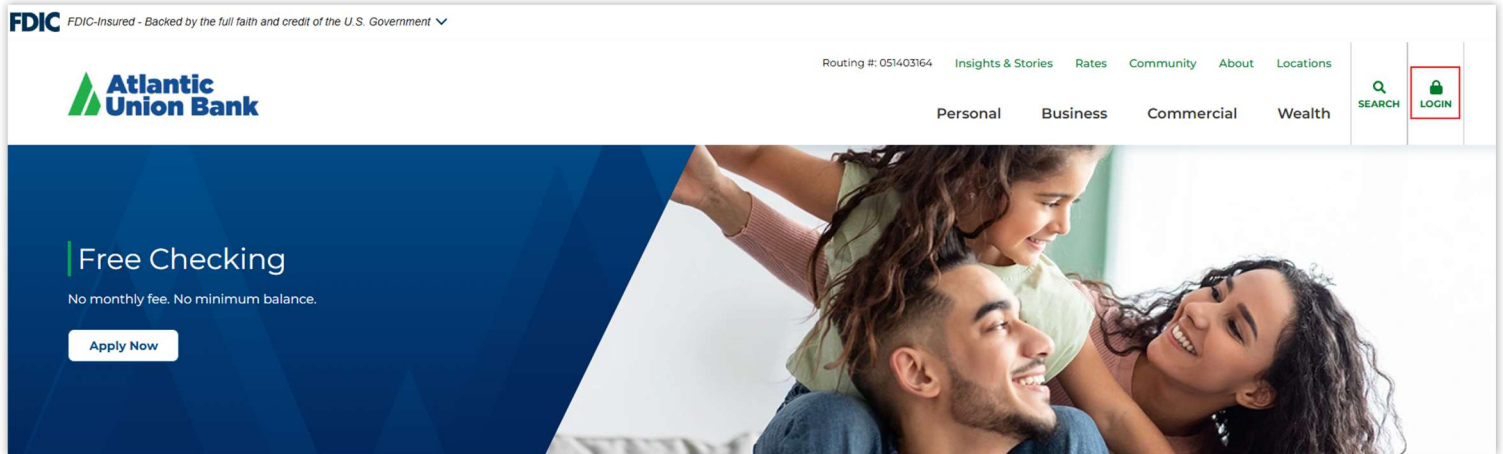 FDIC FDIC-Insured - Backed by the full faith and credit of the U.S. Government
Routing #: 051403164 Insights & Stories Rates Community About Locations
Atlantic
Union Bank
Personal Business Commercial Wealth
SEARCH LOGIN
Free Checking
No monthly fee. No minimum balance.
Apply Now